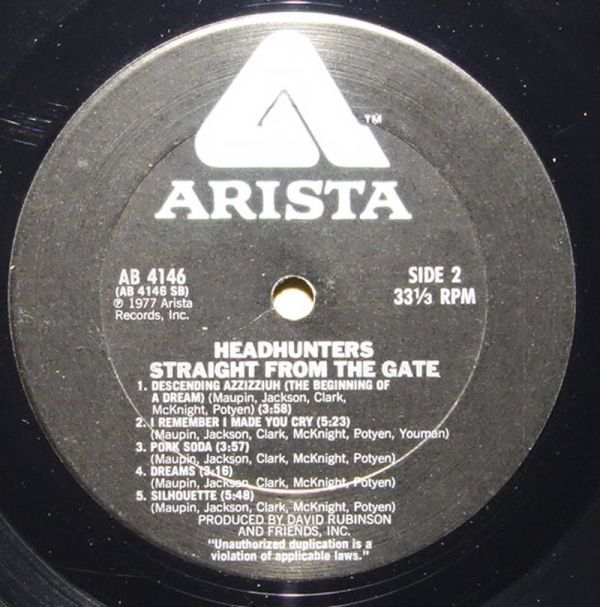 TM
ARISTA
AB 4146
(AB 4146 SB)
℗ 1977 Arista
Records, Inc.
SIDE 2
33⅓ RPM
HEADHUNTERS
STRAIGHT FROM THE GATE
1. DESCENDING AZZIZZIUH (THE BEGINNING OF
A DREAM) (Maupin, Jackson, Clark,
McKnight, Potyen) (3:58)
2. I REMEMBER I MADE YOU CRY (5:23)
(Maupin, Jackson, Clark, McKnight, Potyen, Youman)
3. PORK SODA (3:57)
(Maupin, Jackson, Clark, McKnight, Potyen)
4. DREAMS (3:16)
(Maupin, Jackson, Clark, McKnight, Potyen)
5. SILHOUETTE (5:48)
(Maupin, Jackson, Clark, McKnight, Potyen)
PRODUCED BY DAVID RUBINSON
AND FRIENDS, INC.
"Unauthorized duplication is a
violation of applicable laws."